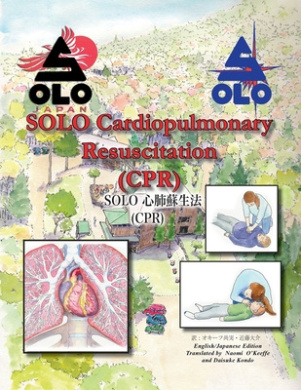 SOLO
JAPAN
SOLO
SOLO Cardiopulmonary
Resuscitation
(CPR)
SOLO 心肺蘇生法
(CPR)
訳:オキーフ尚実・近藤大介
English/Japanese Edition
Translated by Naomi O'Keeffe
and Daisuke Kondo